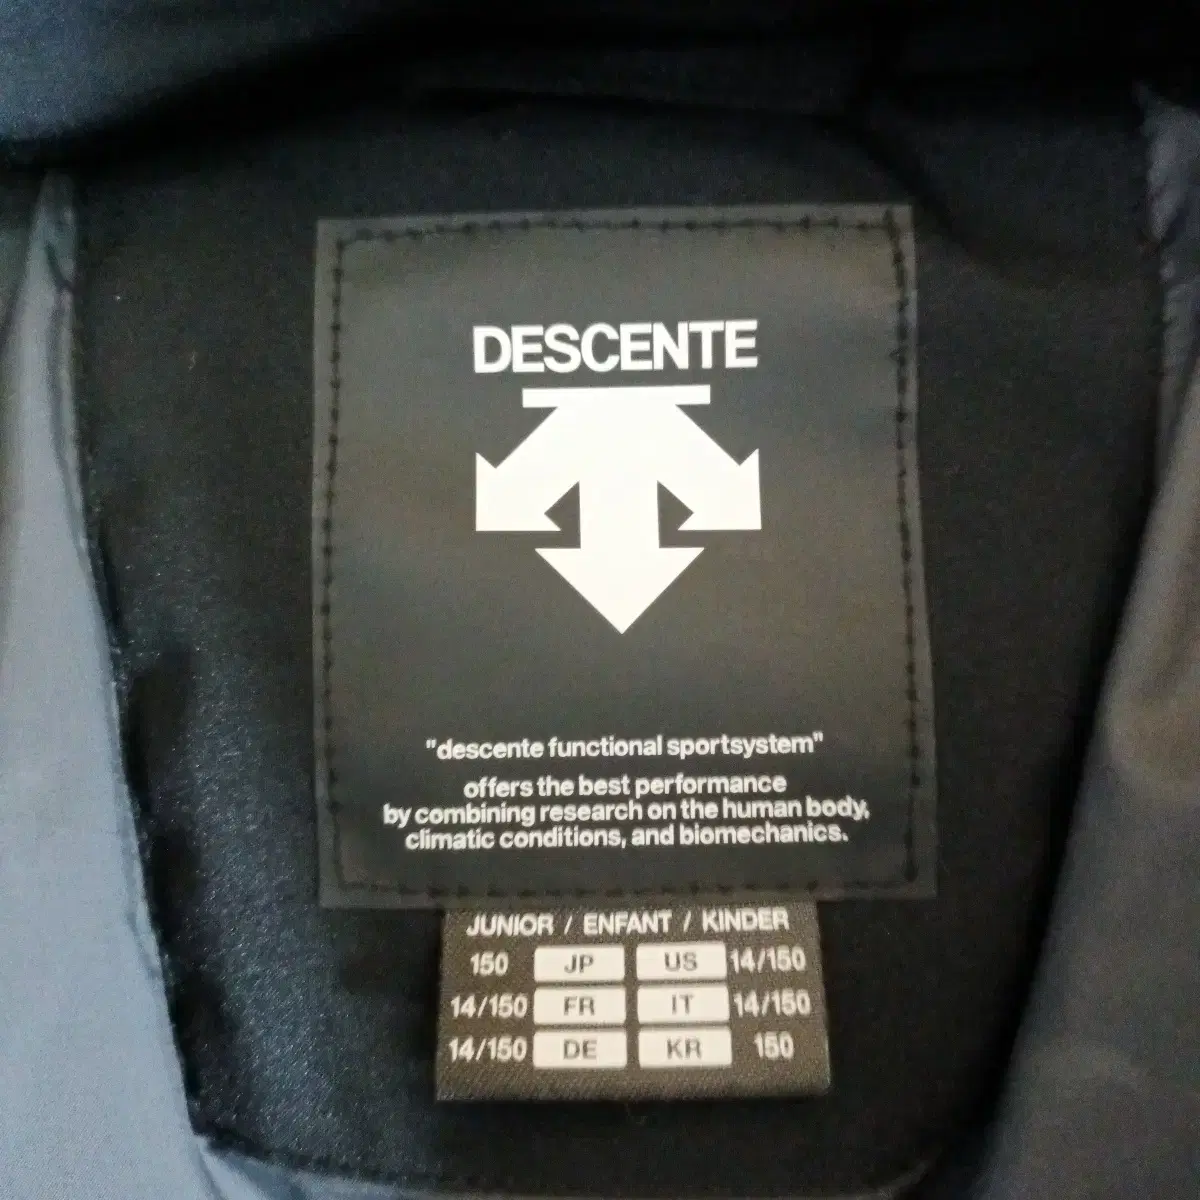 DESCENTE
"descente functional sportsystem"
offers the best performance
by combining research on the human body,
climatic conditions, and biomechanics.
JUNIOR / ENFANT / KINDER
150 JP US 14/150
14/150 FR IT 14/150
14/150 DE KR 150